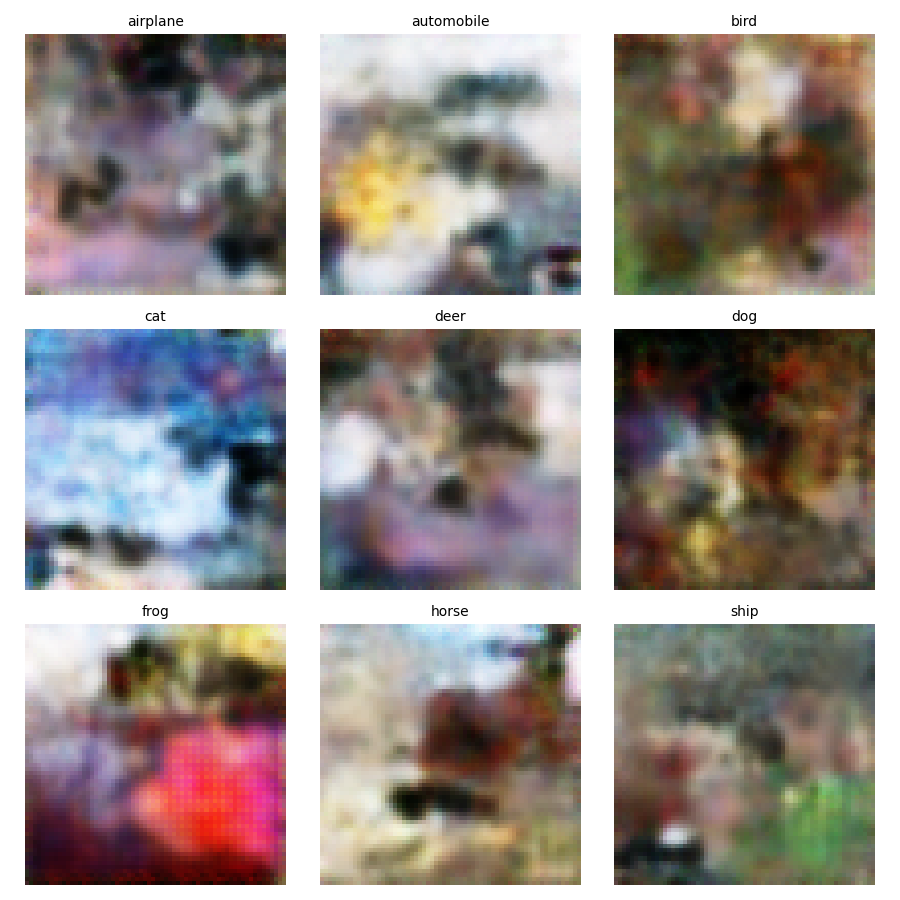 airplane
automobile
bird
cat
deer
dog
frog
horse
ship